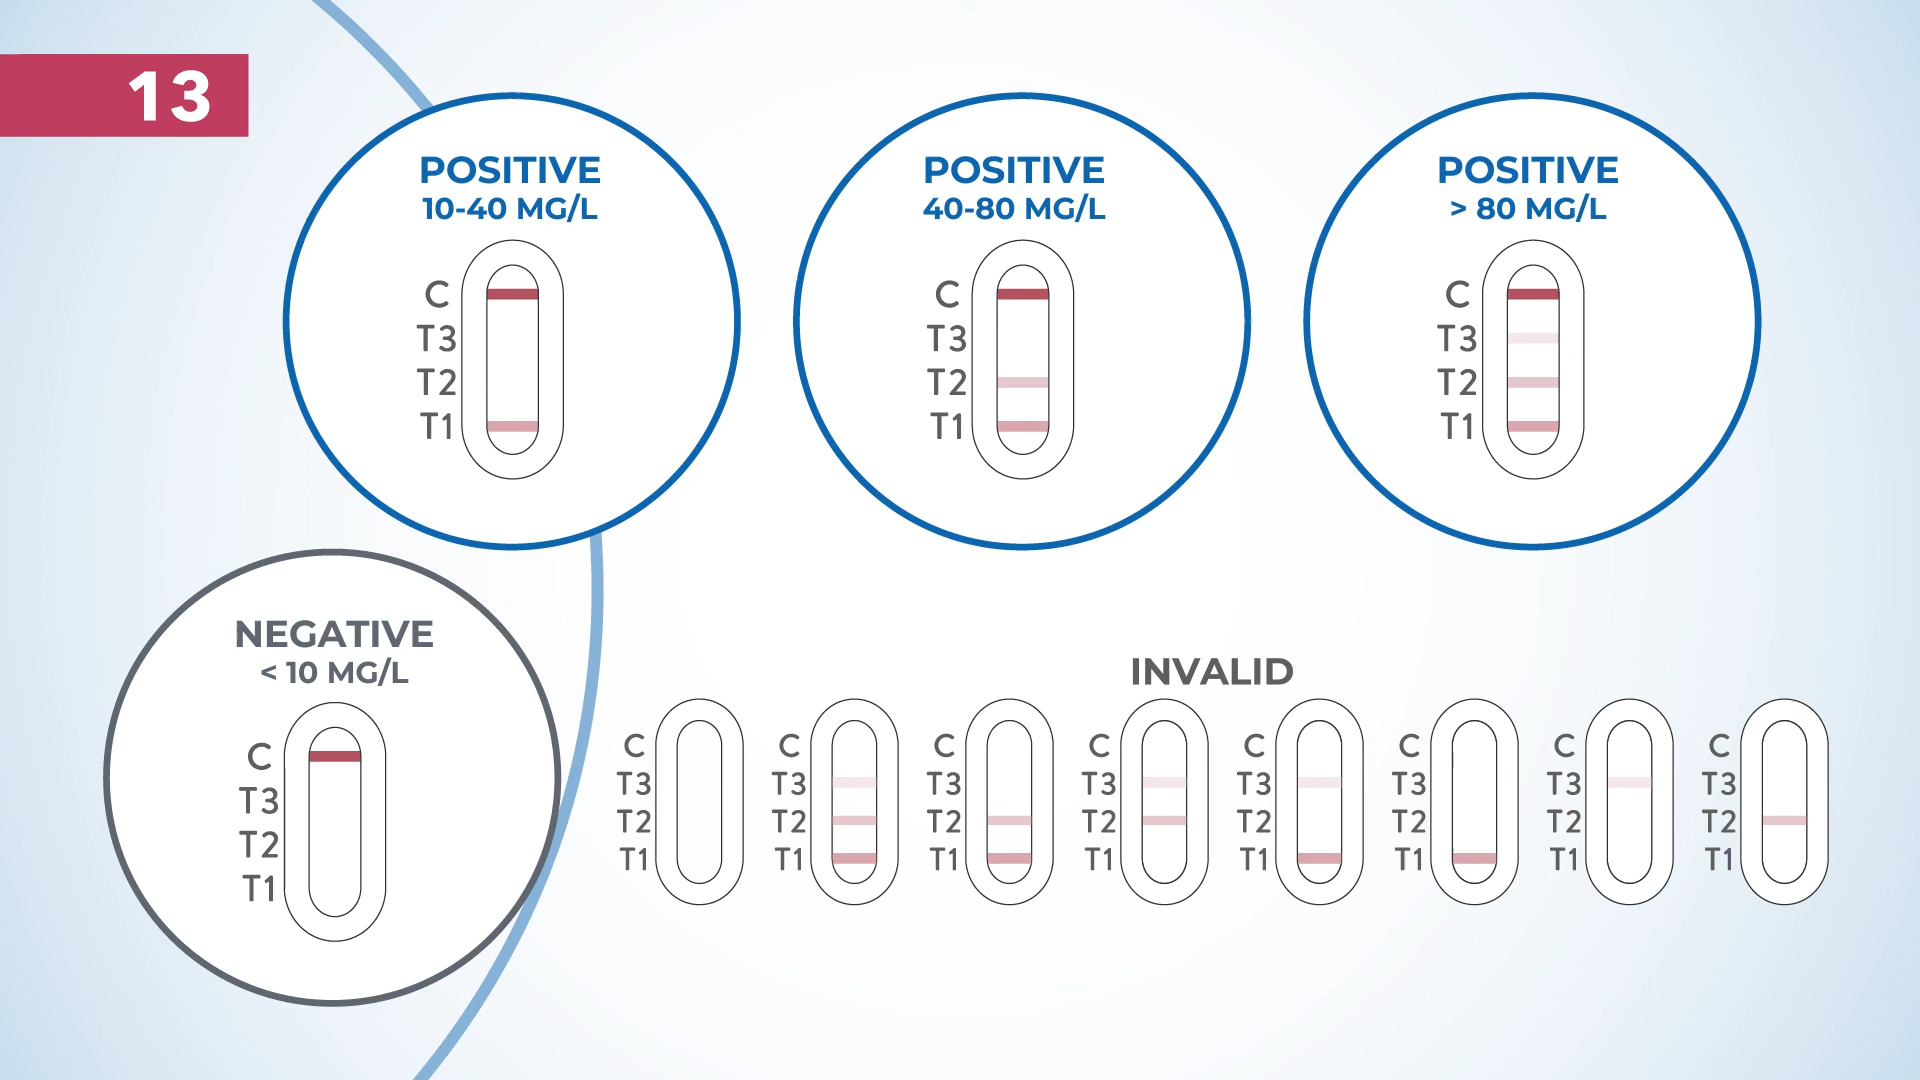 13
POSITIVE
10-40 MG/L
C
T3
T2
T1
POSITIVE
40-80 MG/L
C
T3
T2
T1
POSITIVE
> 80 MG/L
C
T3
T2
T1
NEGATIVE
< 10 MG/L
C
T3
T2
T1
INVALID
C
T3
T2
T1
C
T3
T2
T1
C
T3
T2
T1
C
T3
T2
T1
C
T3
T2
T1
C
T3
T2
T1
C
T3
T2
T1
C
T3
T2
T1